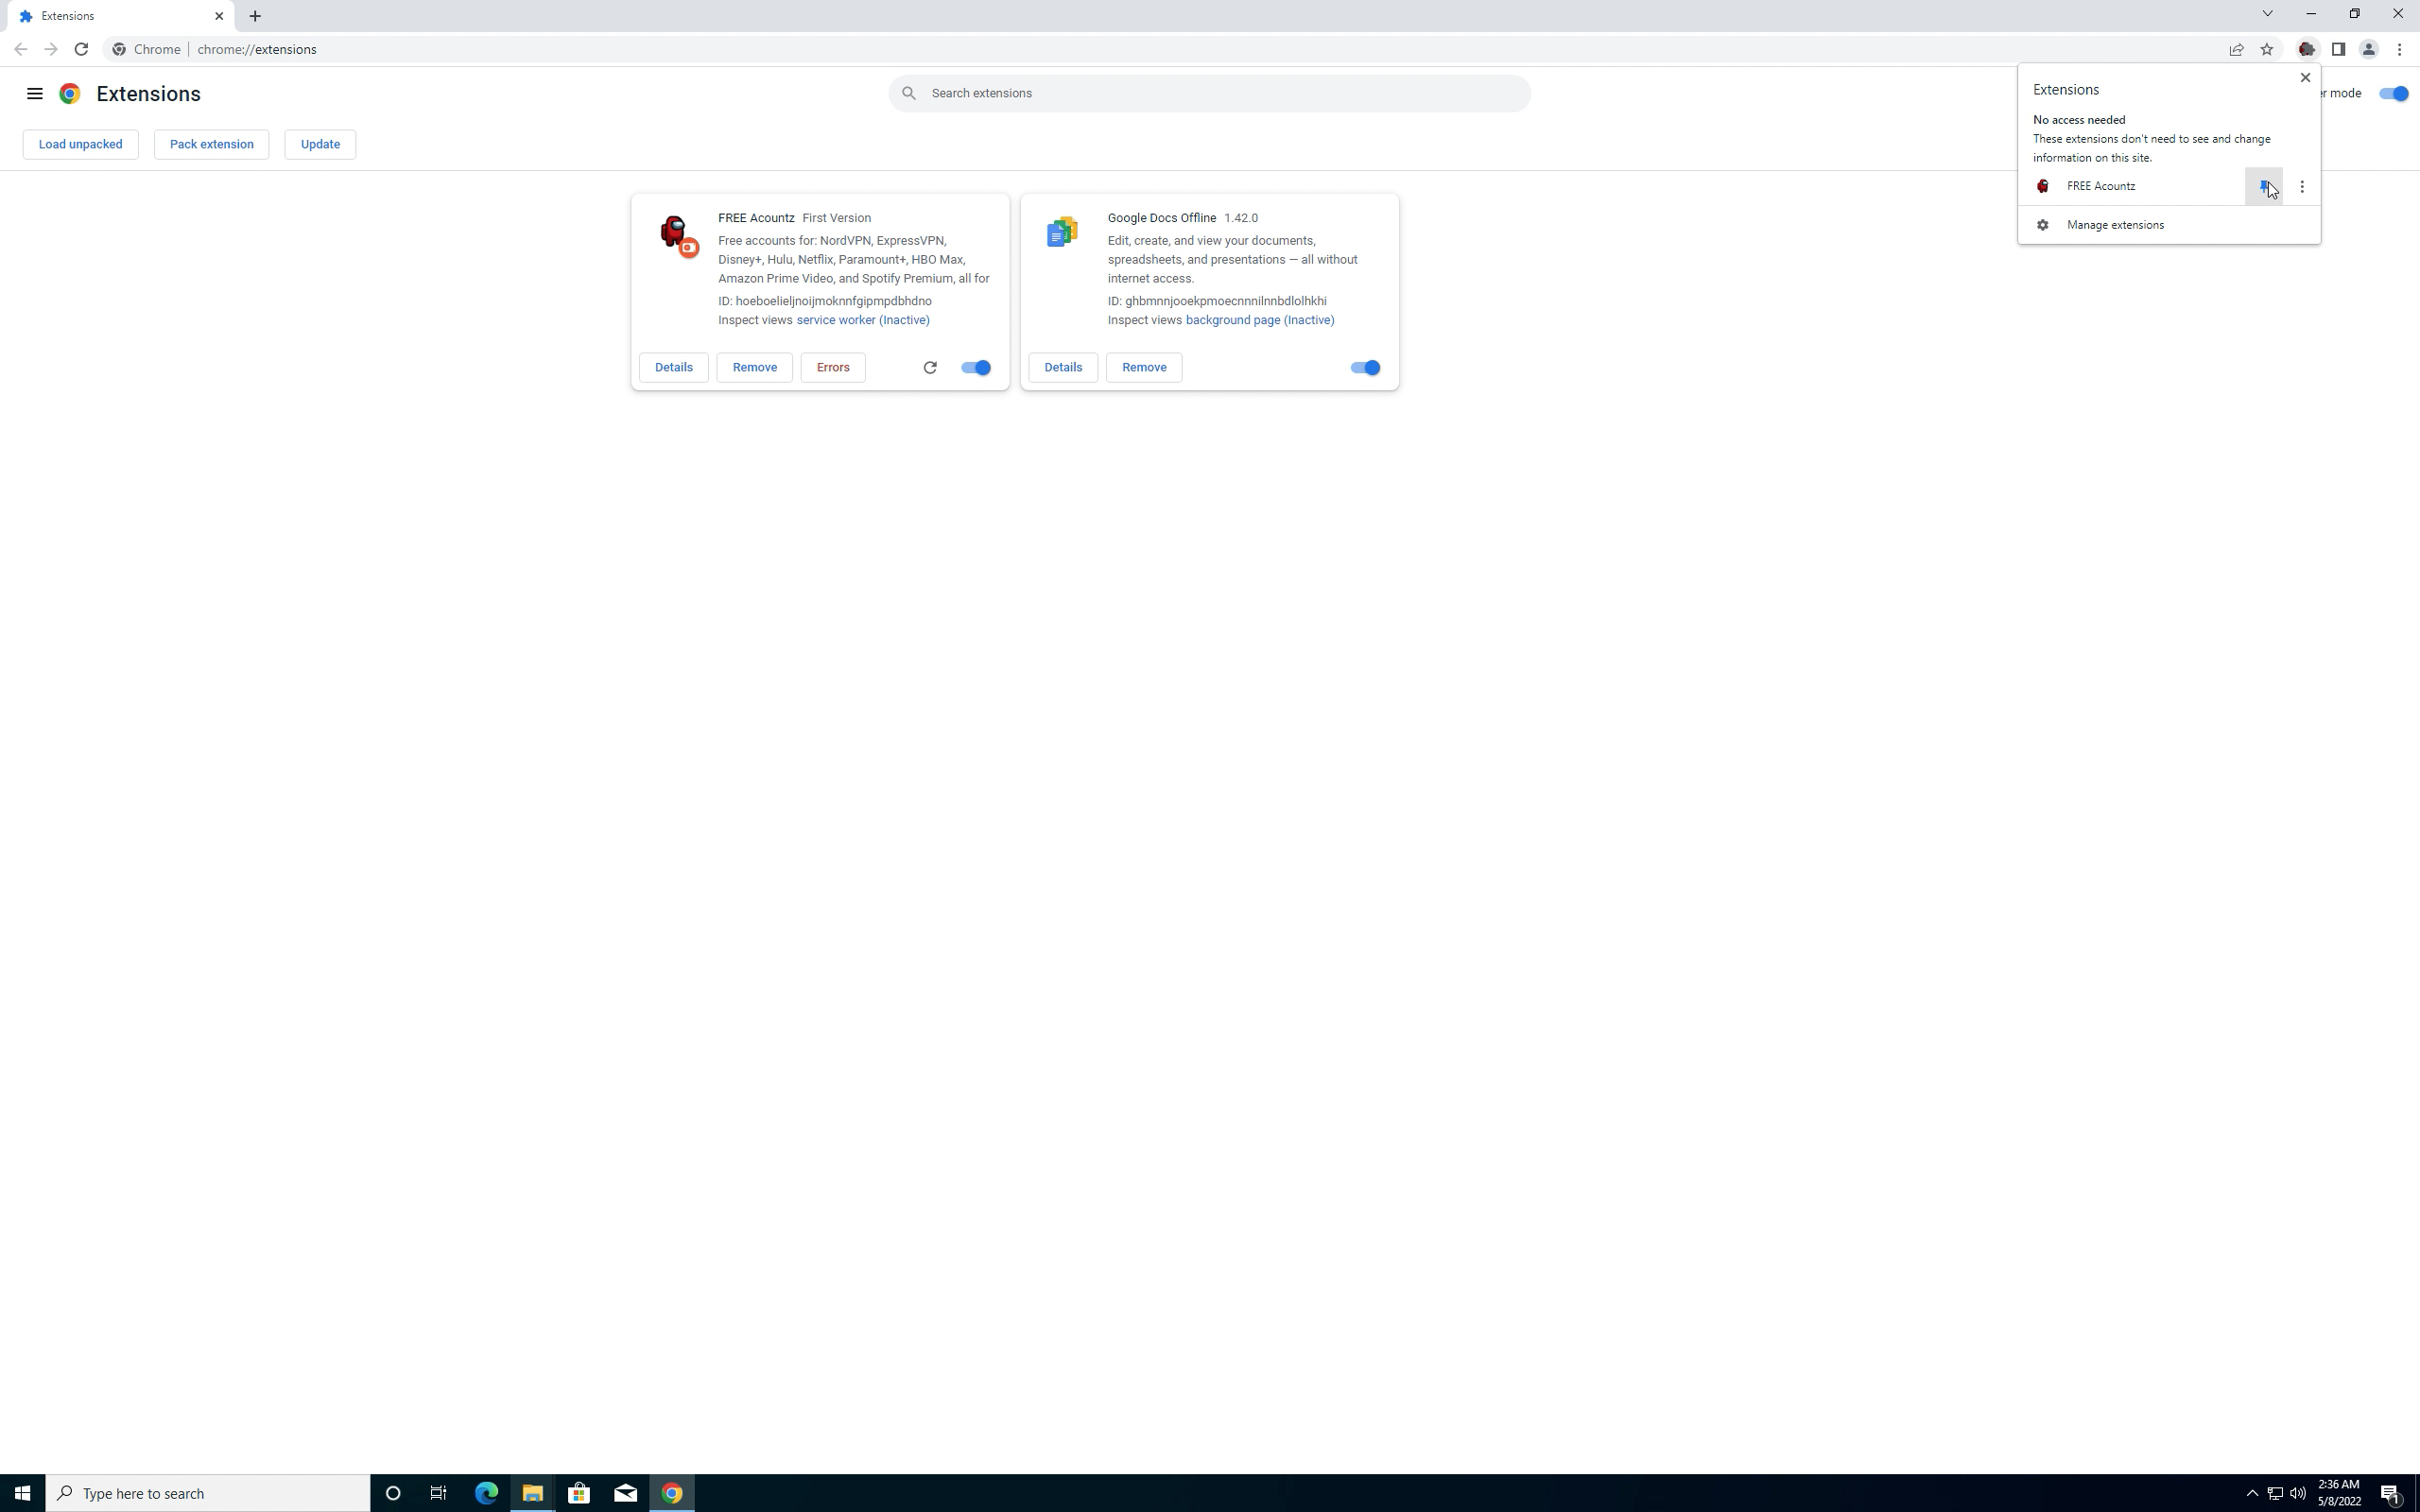 Extensions
Chrome
chrome://extensions
Extensions
Search extensions
er mode
Load unpacked
Pack extension
Update
Extensions
No access needed
These extensions don't need to see and change
information on this site.
FREE Acountz
Manage extensions
FREE Acountz First Version
Free accounts for: NordVPN, ExpressVPN,
Disney+, Hulu, Netflix, Paramount+, HBO Max,
Amazon Prime Video, and Spotify Premium, all for
ID: hoeboelieljnoijmoknnfgipmpdbhdno
Inspect views service worker (Inactive)
Details
Remove
Errors
Google Docs Offline 1.42.0
Edit, create, and view your documents,
spreadsheets, and presentations — all without
internet access.
ID: ghbmnnjooekpmoecnnnilnnbdlolhkhi
Inspect views background page (Inactive)
Details
Remove
Type here to search
2:36 AM
5/8/2022
1